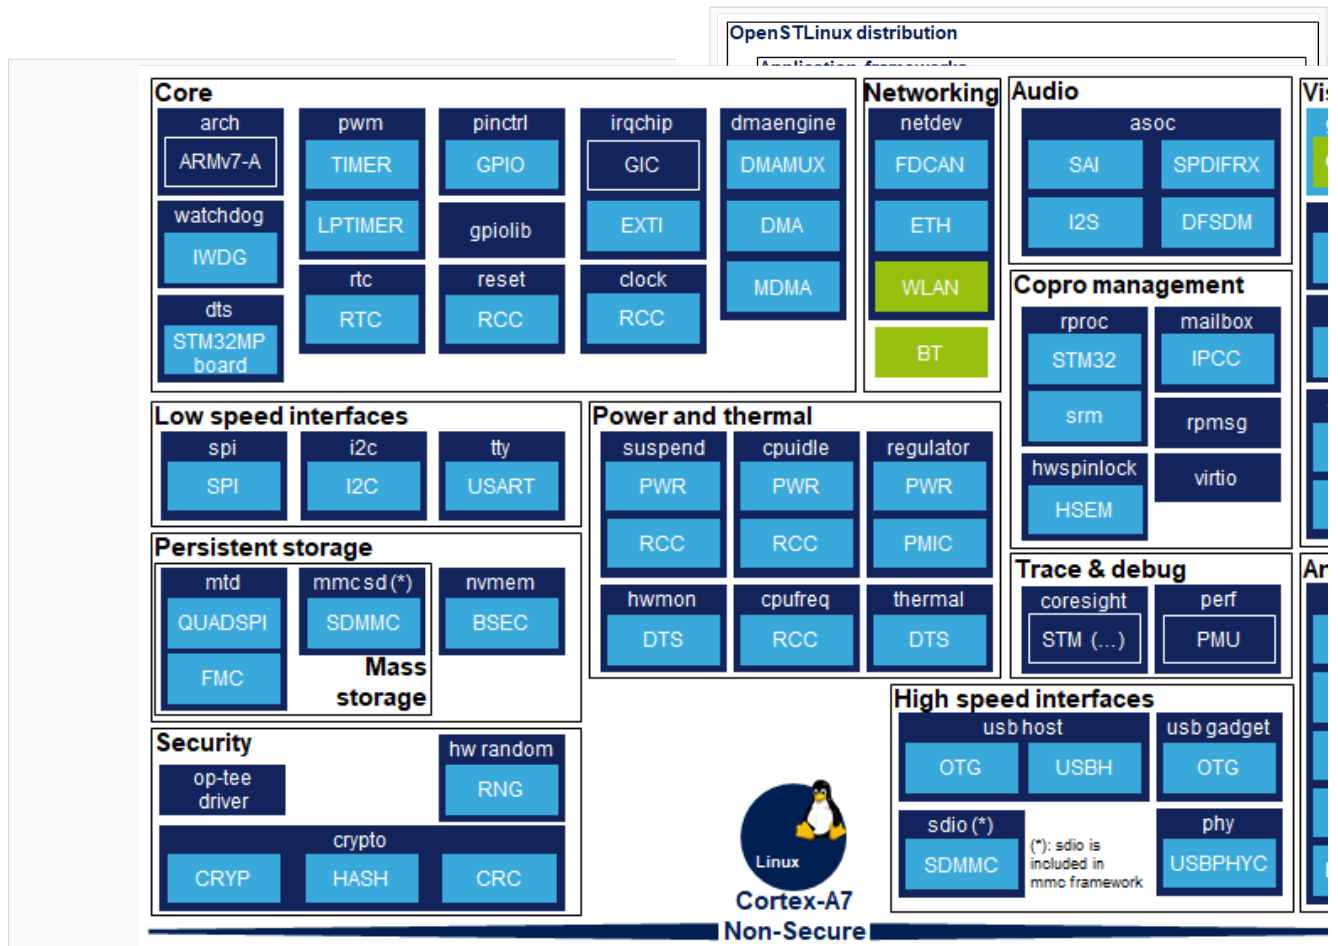 OpenSTLinux distribution
Application frameworks
Core
arch
ARMv7-A
watchdog
IWDG
dts
STM32MP
board
pwm
TIMER
LPTIMER
rtc
RTC
pinctrl
GPIO
gpiolib
reset
RCC
irqchip
GIC
EXTI
clock
RCC
dmaengine
DMAMUX
DMA
MDMA
Networking
netdev
FDCAN
ETH
WLAN
BT
Audio
asoc
SAI
SPDIFRX
I2S
DFSDM
Copro management
rproc
STM32
srm
mailbox
IPCC
rpmsg
hwspinlock
HSEM
virtio
Low speed interfaces
spi
SPI
i2c
I2C
tty
USART
Power and thermal
suspend
PWR
RCC
cpuidle
PWR
RCC
regulator
PWR
PMIC
hwmon
DTS
cpufreq
RCC
thermal
DTS
Persistent storage
mtd
QUADSPI
FMC
mmc sd (*)
SDMMC
Mass
storage
nvmem
BSEC
Trace & debug
coresight
STM (...)
perf
PMU
Security
op-tee
driver
hw random
RNG
crypto
CRYP
HASH
CRC
High speed interfaces
usb host
OTG
USBH
usb gadget
OTG
sdio (*)
SDMMC
(*): sdio is
included in
mmc framework
phy
USBPHYC
Linux
Cortex-A7
Non-Secure